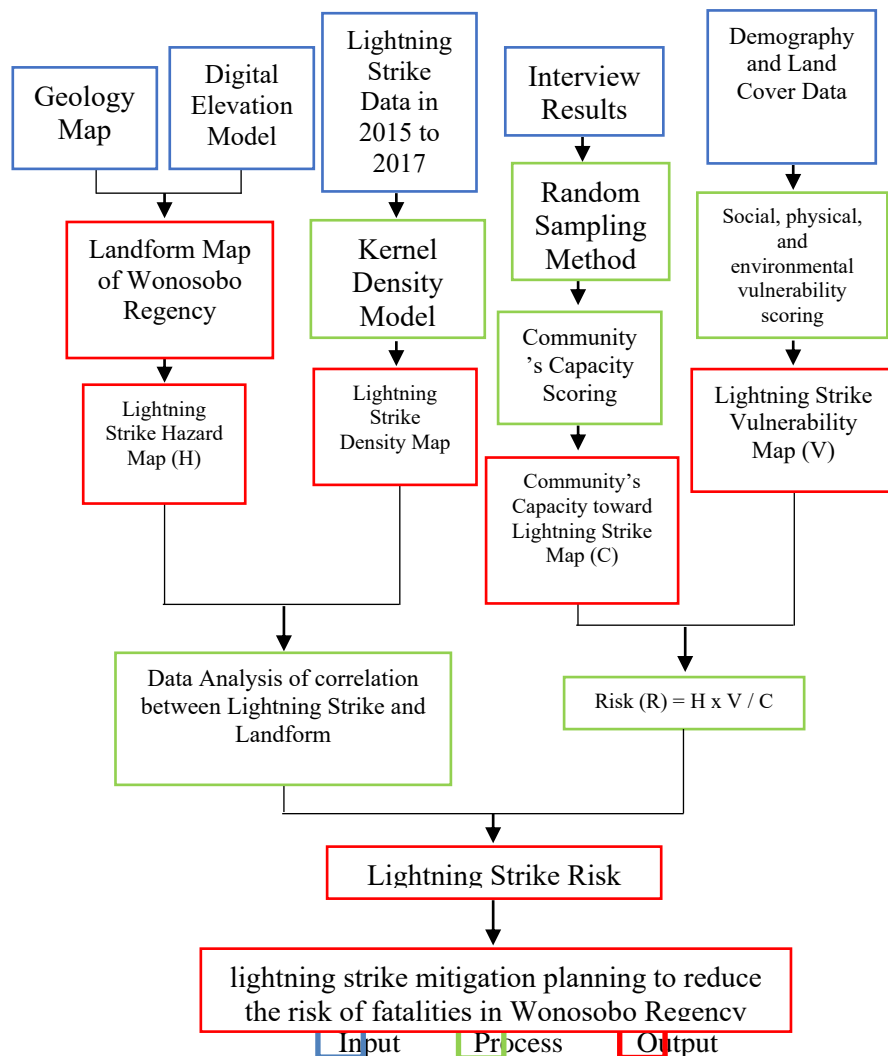 Geology
Map
Digital
Elevation
Model
Lightning
Strike
Data in
2015 to
2017
Interview
Results
Demography
and Land
Cover Data
Landform Map
of Wonosobo
Regency
Kernel
Density
Model
Random
Sampling
Method
Social, physical,
and
environmental
vulnerability
scoring
Lightning
Strike Hazard
Map (H)
Lightning
Strike
Density Map
Community
's Capacity
Scoring
Lightning Strike
Vulnerability
Map (V)
Community's
Capacity toward
Lightning Strike
Map (C)
Data Analysis of correlation
between Lightning Strike and
Landform
Risk (R) = H x V / C
Lightning Strike Risk
lightning strike mitigation planning to reduce
the risk of fatalities in Wonosobo Regency
Input
Process
Output